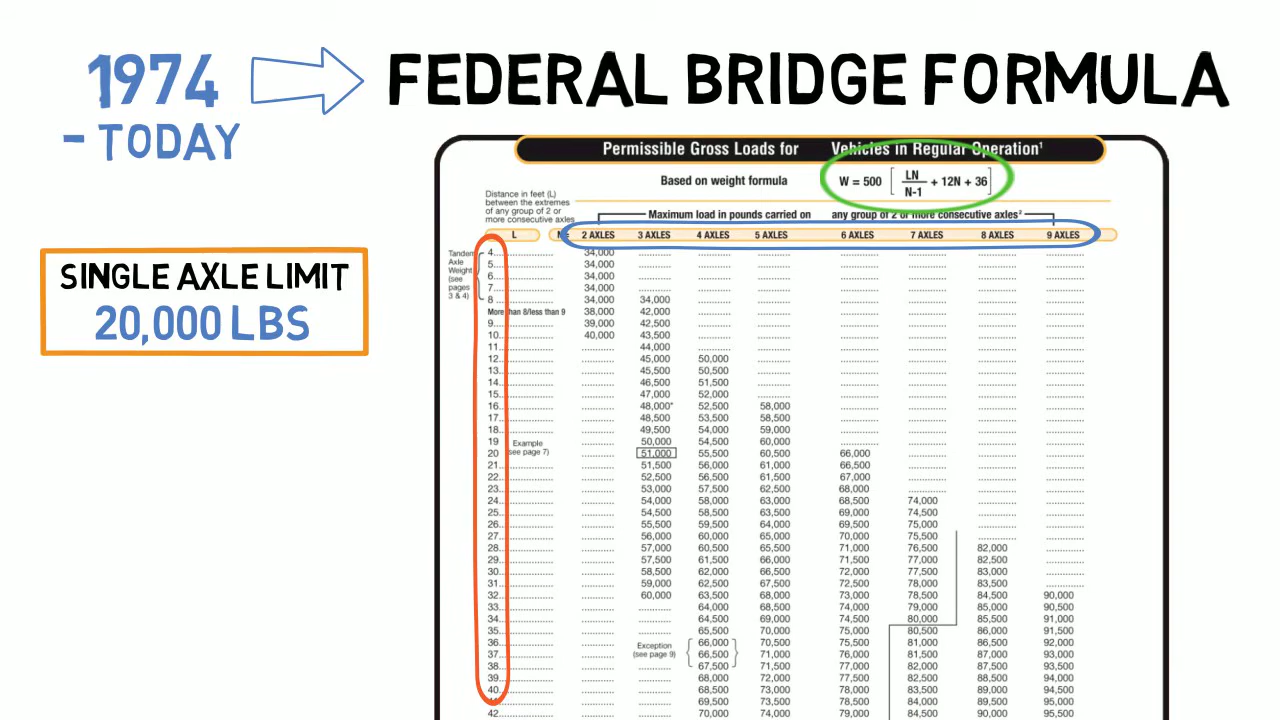 1974
FEDERAL BRIDGE FORMULA
- TODAY
SINGLE AXLE LIMIT
20,000 LBS
Permissible Gross Loads for Vehicles in Regular Operation¹
Based on weight formula W = 500 [ LN / N-1 + 12N + 36 ]
Distance in feet (L)
between the extremes
of any group of 2 or
more consecutive axles
Maximum load in pounds carried on any group of 2 or more consecutive axles²
L 2 AXLES 3 AXLES 4 AXLES 5 AXLES 6 AXLES 7 AXLES 8 AXLES 9 AXLES
Tandem
Axle
Weight
(see
pages
3 & 4)
4 34,000
5 34,000
6 34,000
7 34,000
8 34,000 34,000
More than 8/less than 9 38,000 42,000
9 39,000 42,500
10 40,000 43,500
11 44,000
12 45,000 50,000
13 45,500 50,500
14 46,500 51,500
15 47,000 52,000
16 48,000* 52,500 58,000
17 48,500 53,500 58,500
18 49,500 54,000 59,000
19 50,000 54,500 60,000
Example
(see page 7)
20 51,000 55,500 60,500 66,000
21 51,500 56,000 61,000 66,500
22 52,500 56,500 61,500 67,000
23 53,000 57,500 62,500 68,000
24 54,000 58,000 63,000 68,500 74,000
25 54,500 58,500 63,500 69,000 74,500
26 55,500 59,500 64,000 69,500 75,000
27 56,000 60,000 65,000 70,000 75,500
28 57,000 60,500 65,500 71,000 76,500 82,000
29 57,500 61,500 66,000 71,500 77,000 82,500
30 58,500 62,000 66,500 72,000 77,500 83,000
31 59,000 62,500 67,500 72,500 78,000 83,500
32 60,000 63,500 68,000 73,000 78,500 84,500 90,000
33 64,000 68,500 74,000 79,000 85,000 90,500
34 64,500 69,000 74,500 80,000 85,500 91,000
35 65,500 70,000 75,000 80,500 86,000 91,500
Exception
(see page 9)
36 66,000 70,500 75,500 81,000 86,500 92,000
37 66,500 71,000 76,000 81,500 87,000 93,000
38 67,500 71,500 77,000 82,000 87,500 93,500
39 68,000 72,000 77,500 82,500 88,500 94,000
40 68,500 73,000 78,000 83,500 89,000 94,500
69,500 73,500 78,500 84,000 89,500 95,000
42 70,000 74,000 79,000 84,500 90,000 95,500